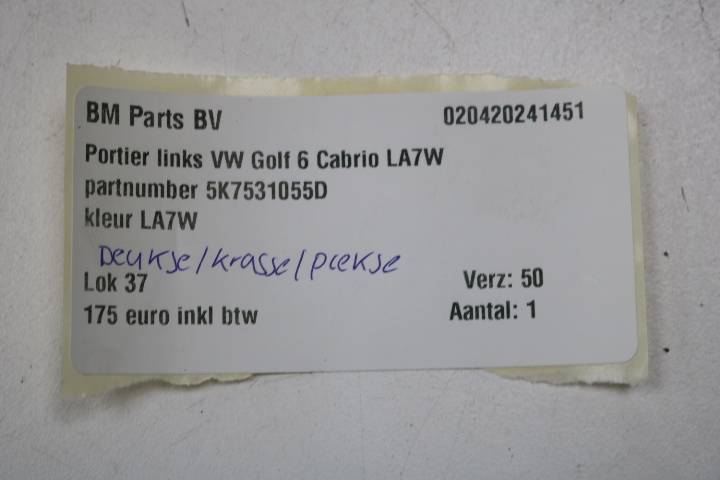 BM Parts BV 020420241451
Portier links VW Golf 6 Cabrio LA7W
partnumber 5K7531055D
kleur LA7W
Deukse/krasse/plekse
Lok 37 Verz: 50
175 euro inkl btw Aantal: 1